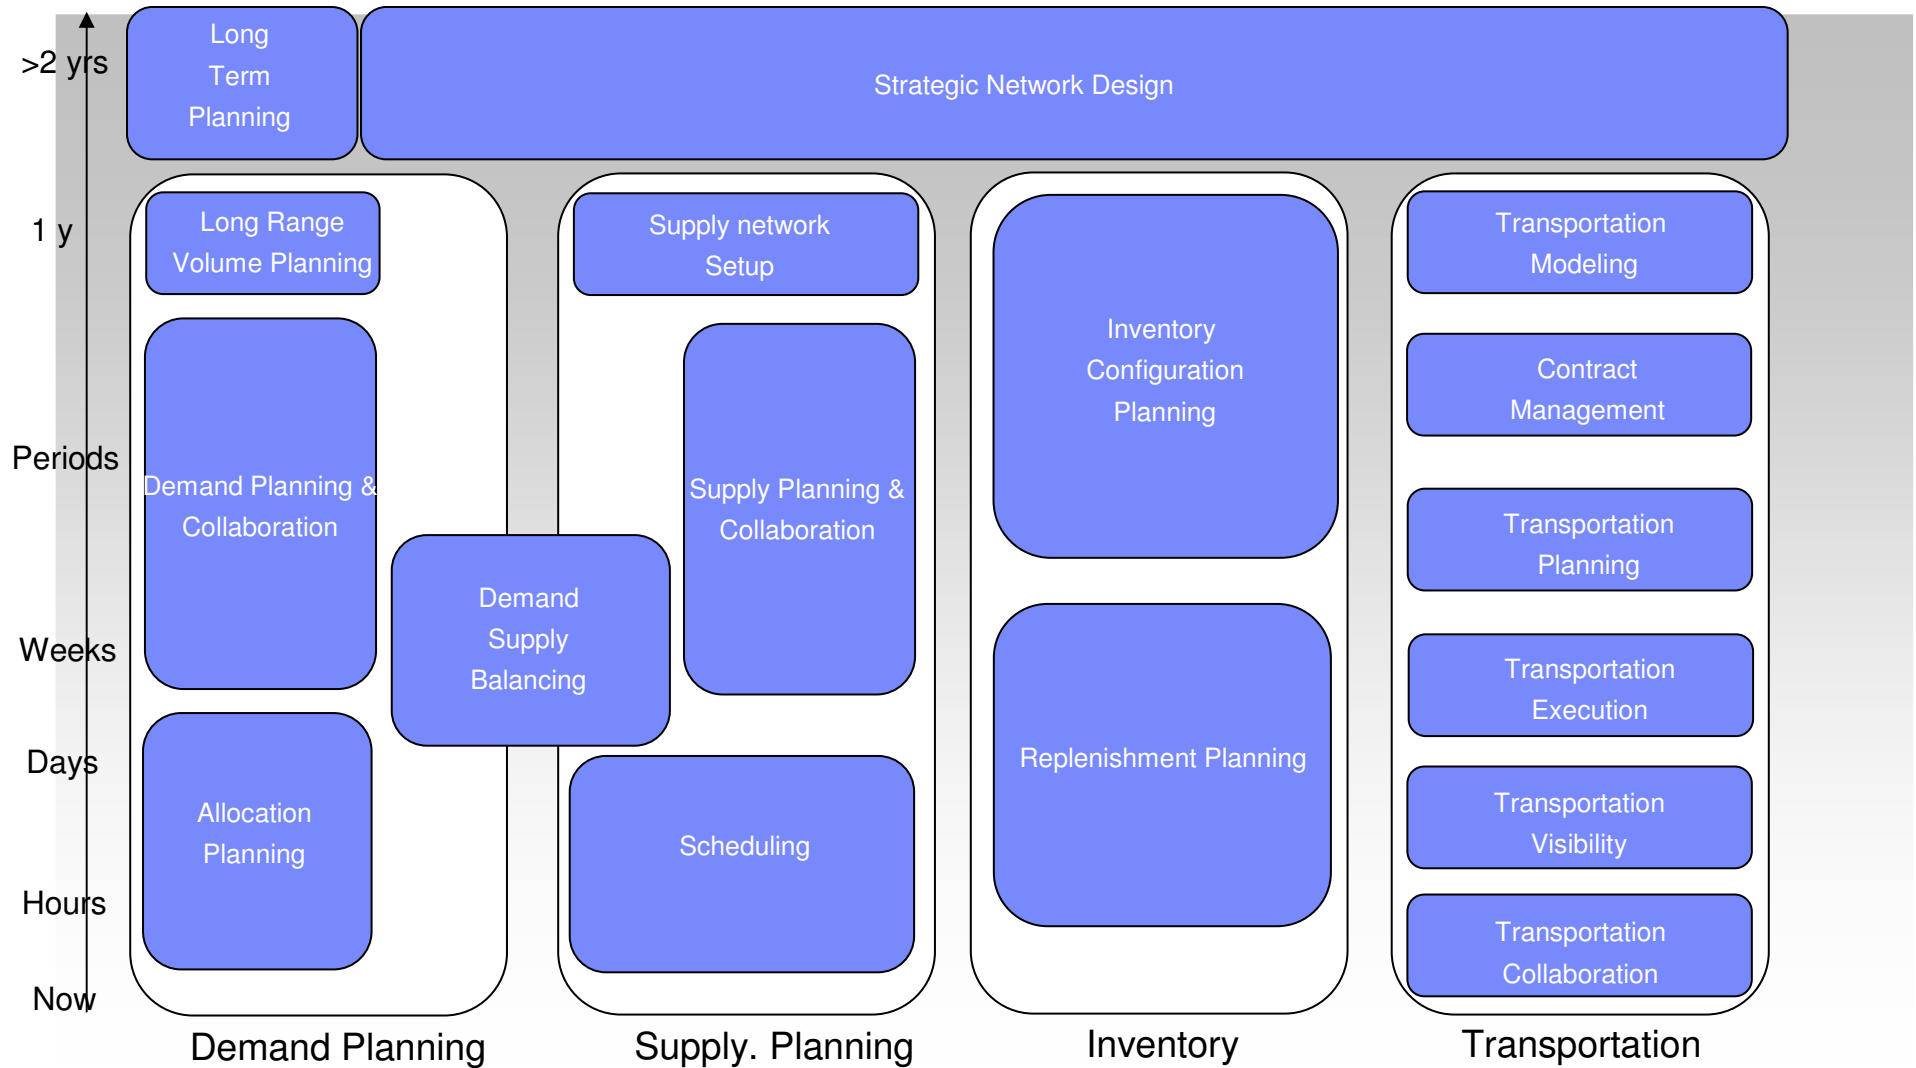 >2 yrs
Long
Term
Planning
Strategic Network Design
1 y
Long Range
Volume Planning
Supply network
Setup
Inventory
Configuration
Planning
Transportation
Modeling
Contract
Management
Periods
Demand Planning &
Collaboration
Supply Planning &
Collaboration
Transportation
Planning
Demand
Supply
Balancing
Weeks
Transportation
Execution
Days
Replenishment Planning
Allocation
Planning
Scheduling
Transportation
Visibility
Hours
Transportation
Collaboration
Now
Demand Planning
Supply. Planning
Inventory
Transportation